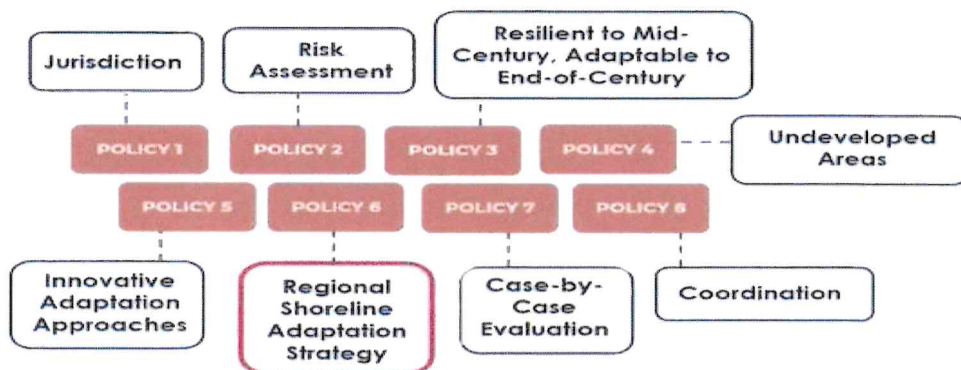 Jurisdiction
Risk
Assessment
Resilient to Mid-
Century, Adaptable to
End-of-Century
POLICY 1
POLICY 2
POLICY 3
POLICY 4
Undeveloped
Areas
POLICY 5
POLICY 6
POLICY 7
POLICY 8
Innovative
Adaptation
Approaches
Regional
Shoreline
Adaptation
Strategy
Case-by-
Case
Evaluation
Coordination